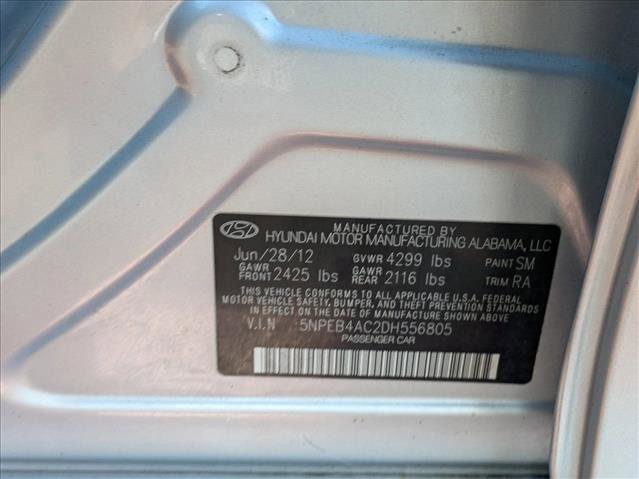 MANUFACTURED BY
HYUNDAI MOTOR MANUFACTURING ALABAMA, LLC
Jun/28/12 GVWR 4299 lbs PAINT SM
GAWR FRONT 2425 lbs GAWR REAR 2116 lbs TRIM RA
THIS VEHICLE CONFORMS TO ALL APPLICABLE U.S.A. FEDERAL
MOTOR VEHICLE SAFETY, BUMPER, AND THEFT PREVENTION
STANDARDS IN EFFECT ON THE DATE OF MANUFACTURE SHOWN ABOVE.
V.I.N 5NPEB4AC2DH556805
PASSENGER CAR